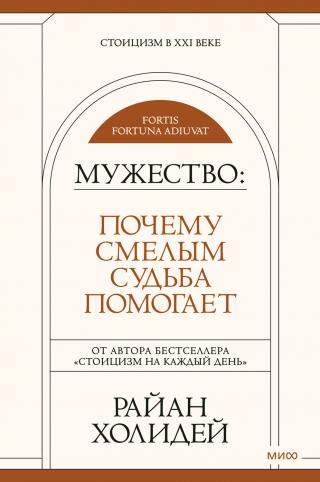 СТОИЦИЗМ В XXI ВЕКЕ
FORTIS
FORTUNA ADIUVAT
МУЖЕСТВО:
ПОЧЕМУ
СМЕЛЫМ
СУДЬБА
ПОМОГАЕТ
ОТ АВТОРА БЕСТСЕЛЛЕРА
«СТОИЦИЗМ НА КАЖДЫЙ ДЕНЬ»
РАЙАН
ХОЛИДЕЙ
МИФ